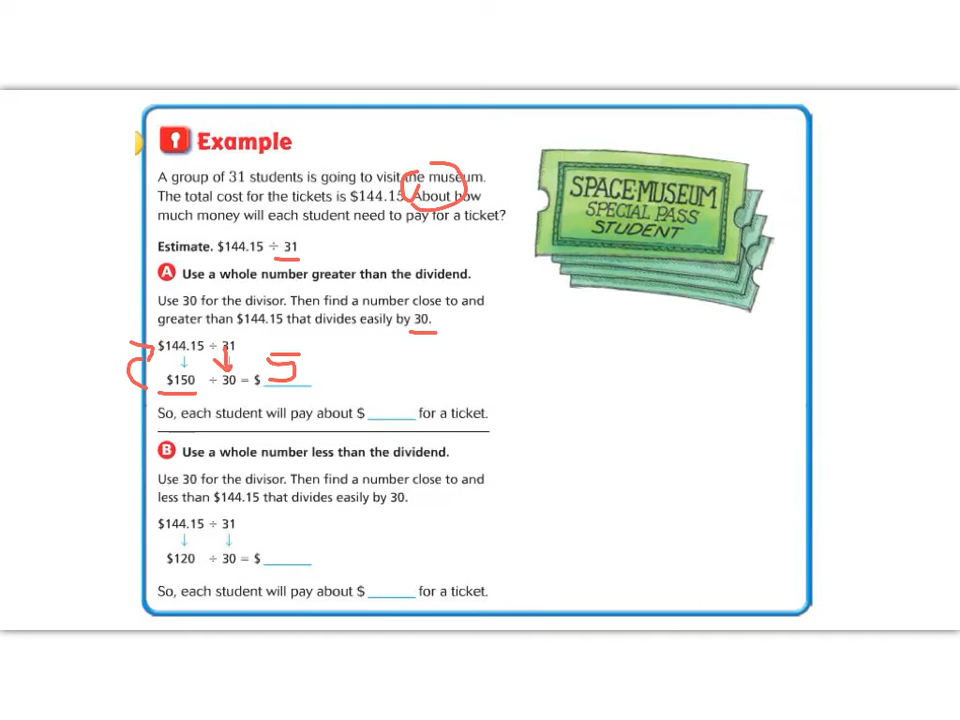 Example
A group of 31 students is going to visit the museum.
The total cost for the tickets is $144.15. About how
much money will each student need to pay for a ticket?
Estimate. $144.15 ÷ 31
A Use a whole number greater than the dividend.
Use 30 for the divisor. Then find a number close to and
greater than $144.15 that divides easily by 30.
$144.15 ÷ 31
↓ ↓
$150 ÷ 30 = $ 5
So, each student will pay about $ ______ for a ticket.
B Use a whole number less than the dividend.
Use 30 for the divisor. Then find a number close to and
less than $144.15 that divides easily by 30.
$144.15 ÷ 31
↓ ↓
$120 ÷ 30 = $ ______
So, each student will pay about $ ______ for a ticket.
SPACE·MUSEUM
SPECIAL PASS
STUDENT